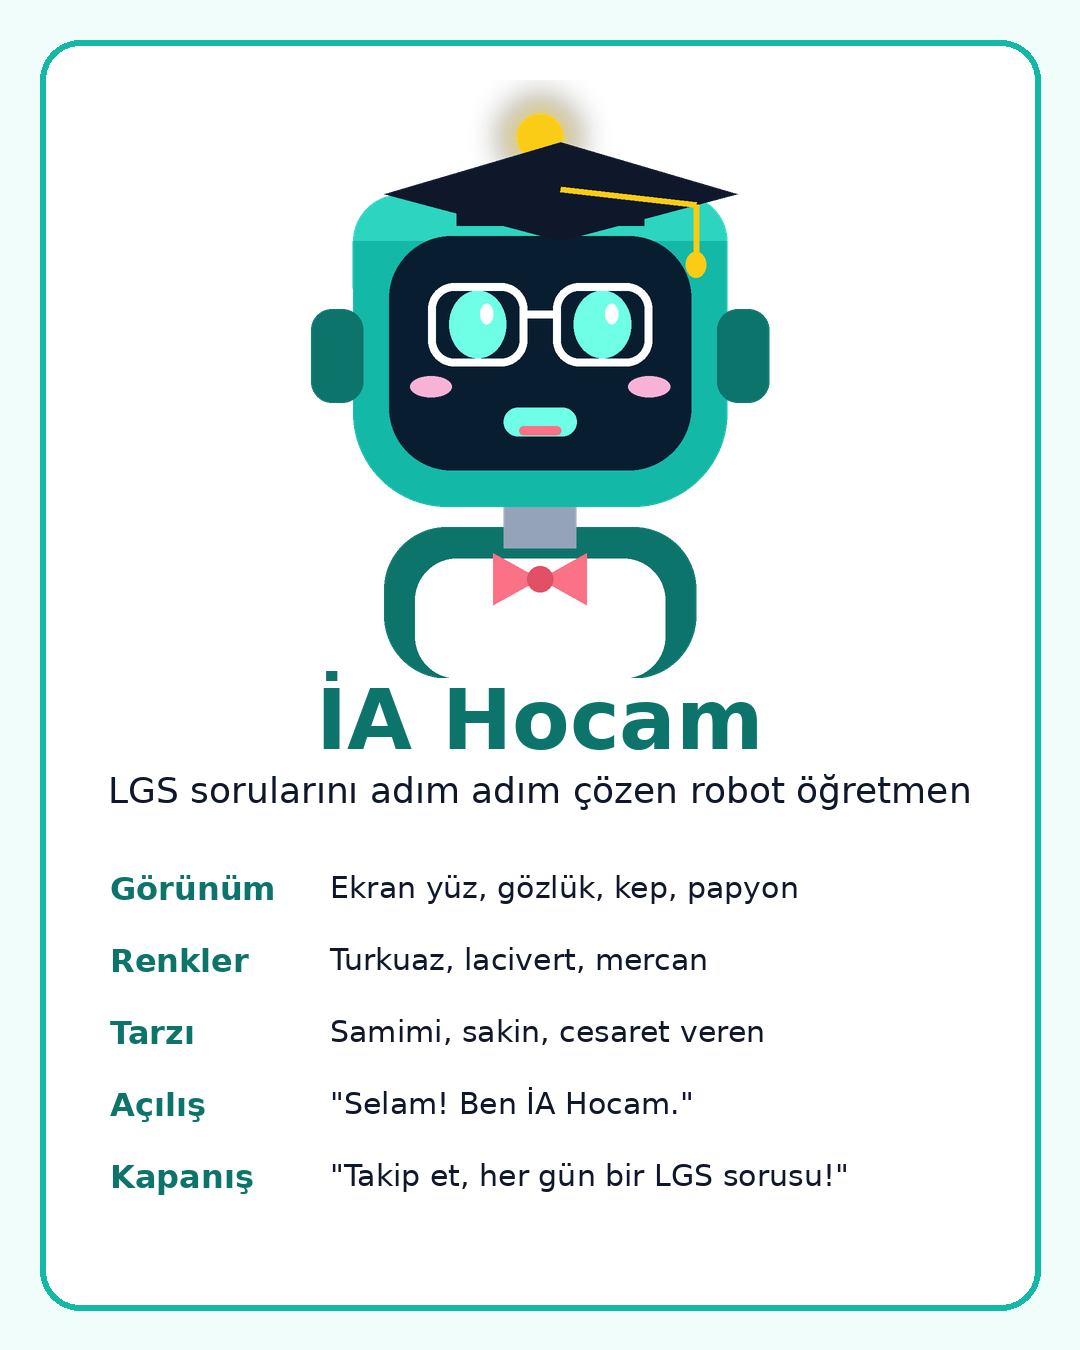 İA Hocam
LGS sorularını adım adım çözen robot öğretmen
Görünüm Ekran yüz, gözlük, kep, papyon
Renkler Turkuaz, lacivert, mercan
Tarzı Samimi, sakin, cesaret veren
Açılış "Selam! Ben İA Hocam."
Kapanış "Takip et, her gün bir LGS sorusu!"